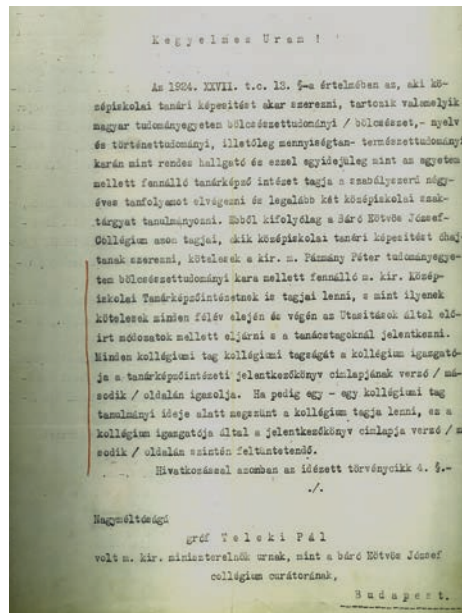 K e g y e l m e s U r a m !
Az 1924. XXVII. t.c. 13. §-a értelmében az, aki kö-
zépiskolai tanári képesítést akar szerezni, tartozik valamelyik
magyar tudományegyetem bölcsészettudományi / bölcsészet,- nyelv
és történettudományi, illetőleg mennyiségtan- természettudományi
karán mint rendes hallgató és ezzel egyidejüleg mint az egyetem
mellett fennálló tanárképző intézet tagja a szabályszerü négy-
éves tanfolyamot elvégezni és legalább két középiskolai szak-
tárgyat tanulmányozni. Ebből kifolyólag a Báró Eötvös József-
Collégium azon tagjai, akik középiskolai tanári képesítést óhaj-
tanak szerezni, kötelesek a kir. m. Pázmány Péter tudományegye-
tem bölcsészettudományi kara mellett fennálló m. kir. közép-
iskolai Tanárképzőintézetnek is tagjai lenni, s mint ilyenek
kötelesek minden félév elején és végén az Utasítások által elő-
irt módozatok mellett eljárni s a tanácstagoknál jelentkezni.
Minden kollégiumi tag kollégiumi tagságát a kollégium igazgató-
ja a tanárképzőintézeti jelentkezőkönyv cimlapjának verzó / má-
sodik / oldalán igazolja. Ha pedig egy - egy kollégiumi tag
tanulmányi ideje alatt megszünt a kollégium tagja lenni, ez a
kollégium igazgatója által a jelentkezőkönyv cimlapja verzó / m
sodik / oldalán szintén feltüntetendő.
Hivatkozással azonban az idézett törvénycikk 4. §.-
./.
Nagyméltóságú
gróf T e l e k i P á l
volt m. kir. miniszterelnök urnak, mint a báró Eötvös József
collégium curátorának,
B u d a p e s t.